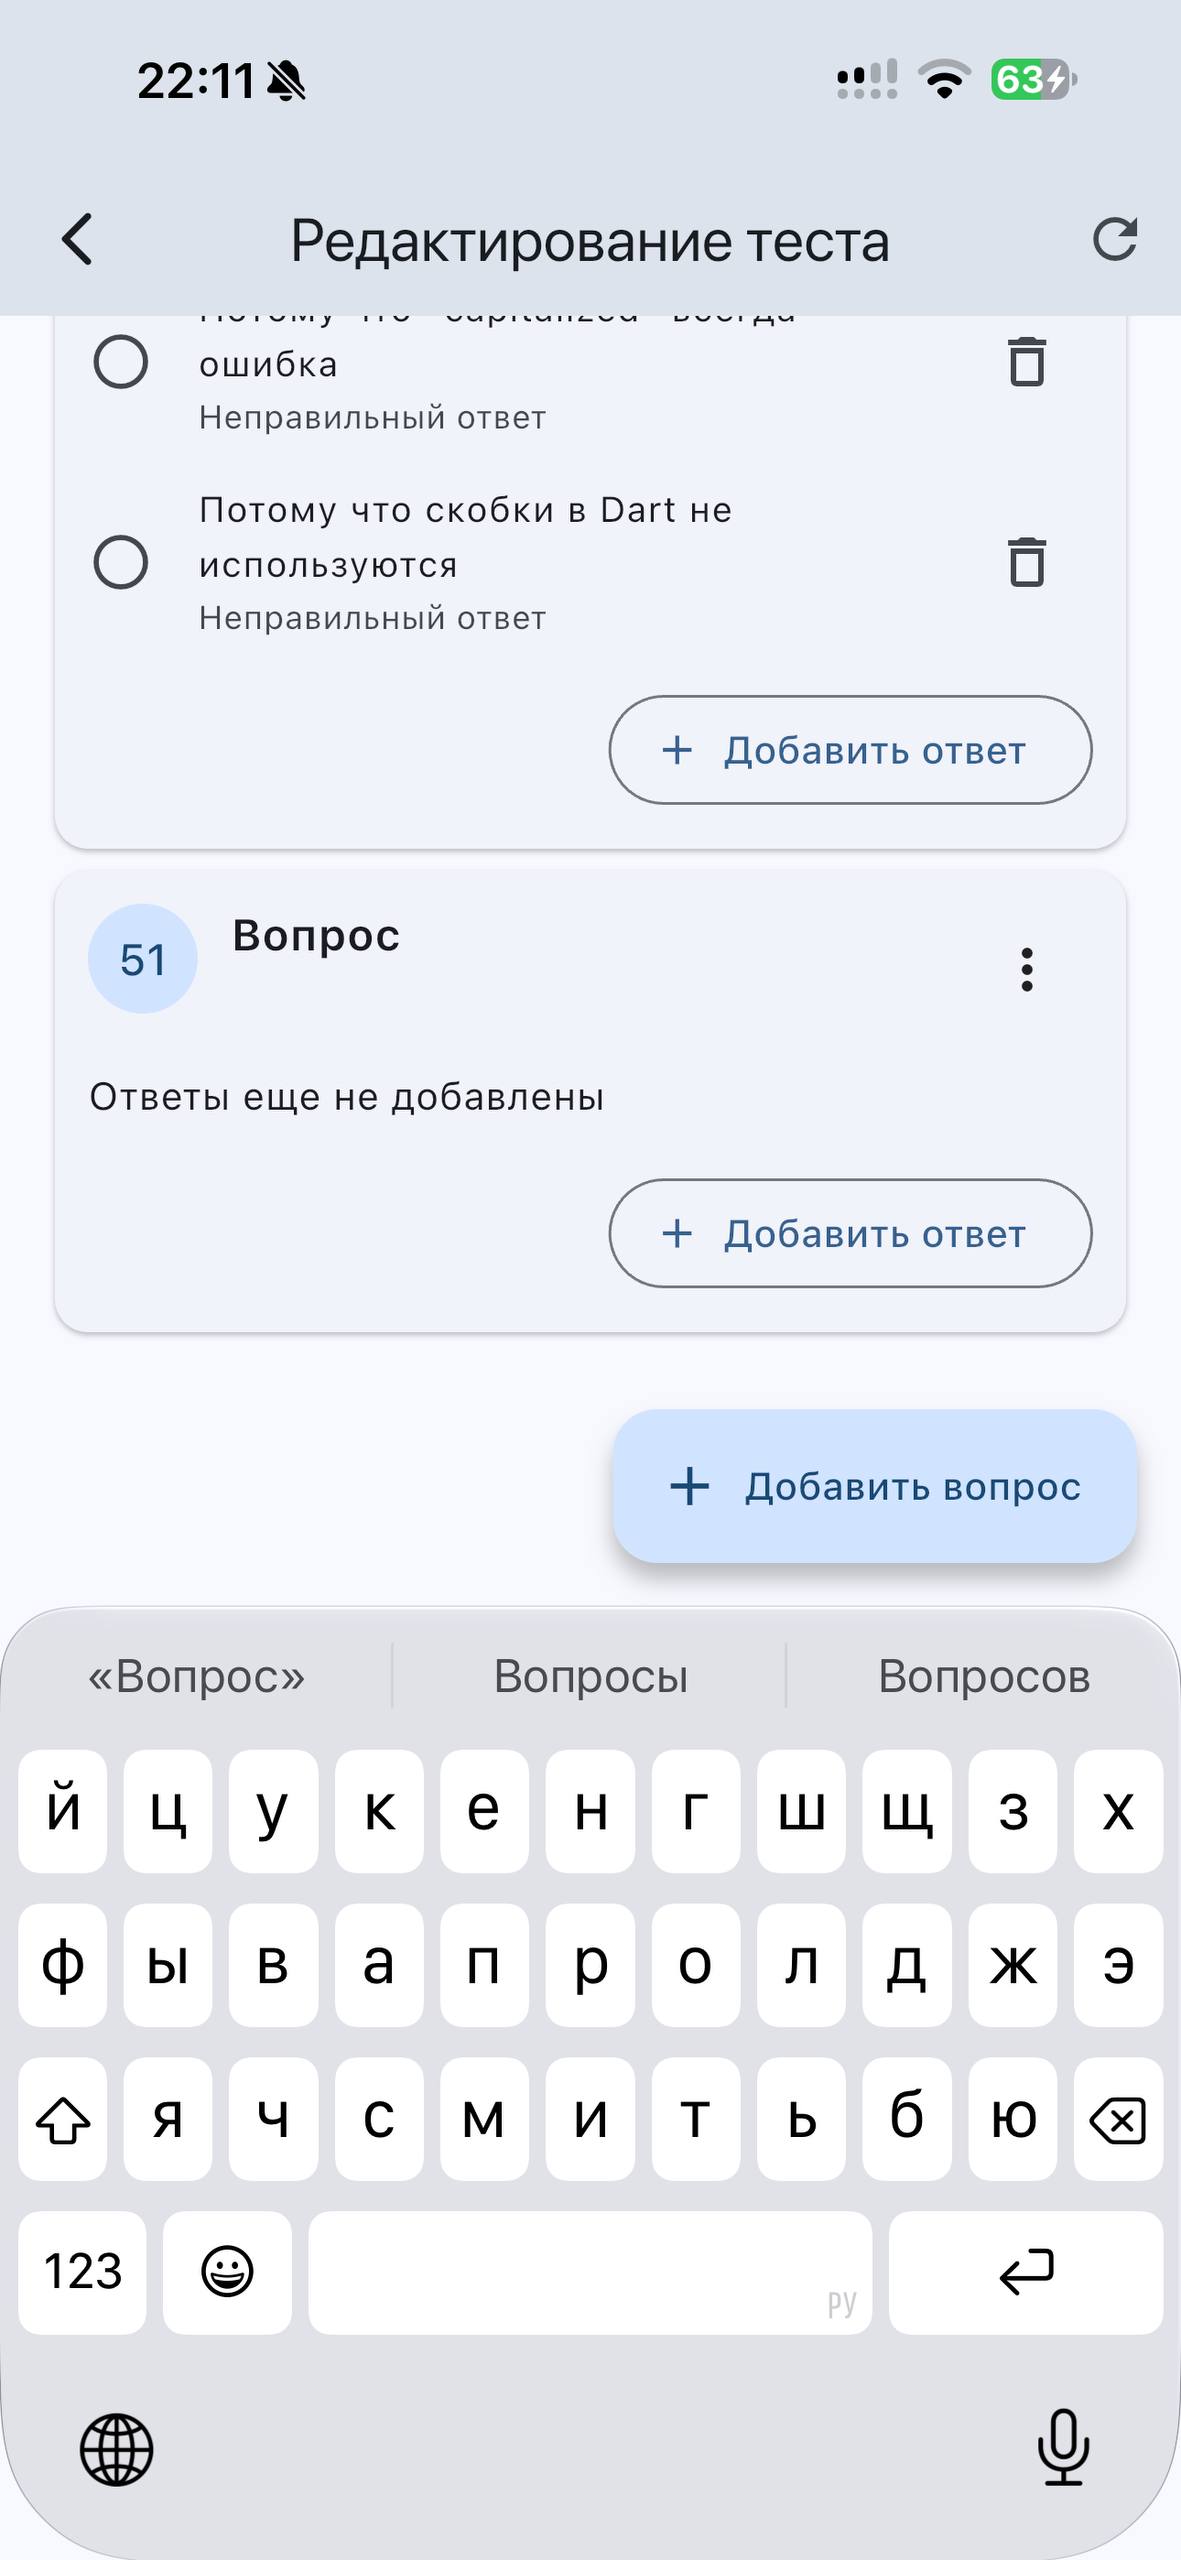 22:11
63
Редактирование теста
ошибка
Неправильный ответ
Потому что скобки в Dart не
используются
Неправильный ответ
+ Добавить ответ
51
Вопрос
Ответы еще не добавлены
+ Добавить ответ
+ Добавить вопрос
«Вопрос» Вопросы Вопросов
й ц у к е н г ш щ з х
ф ы в а п р о л д ж э
я ч с м и т ь б ю
123
РУ